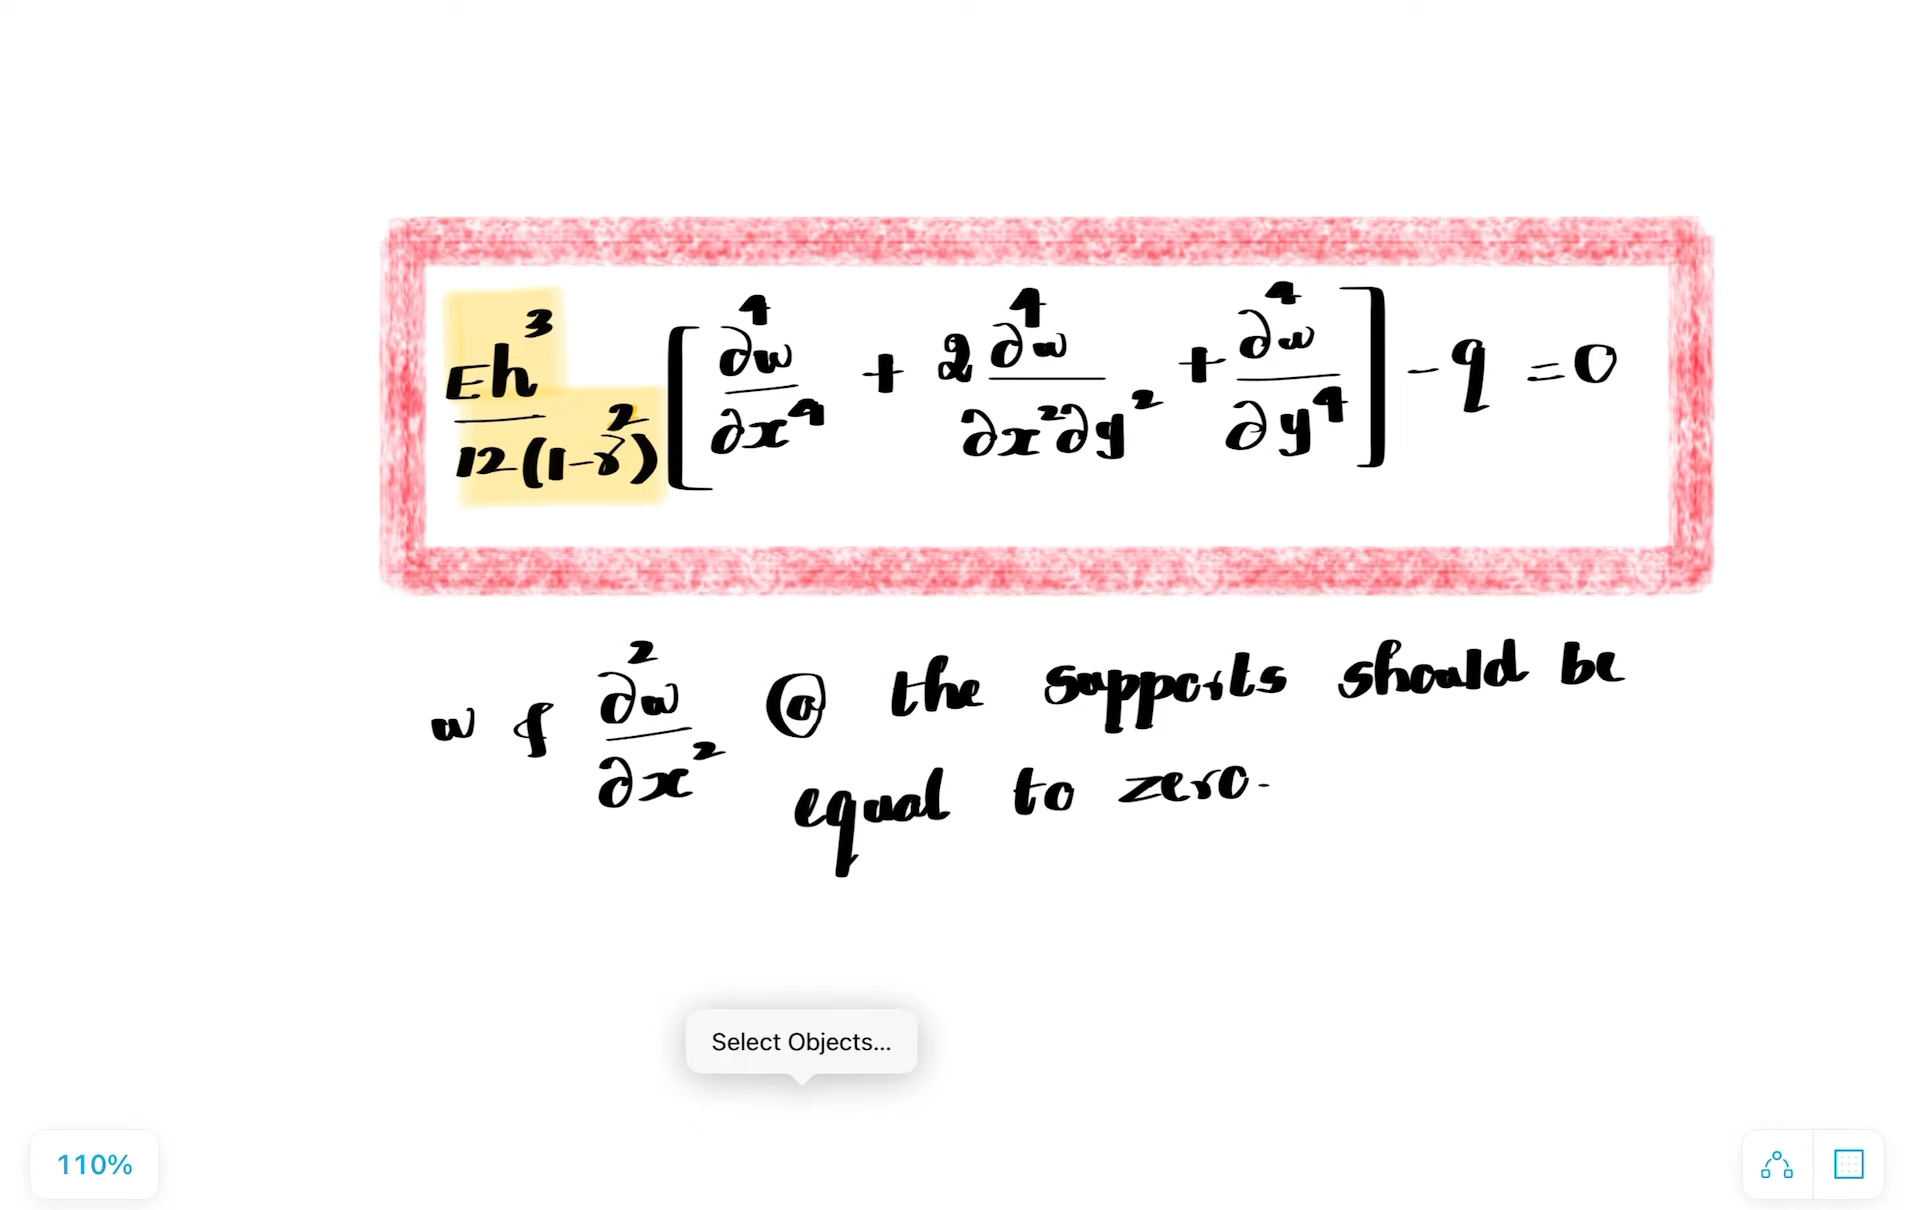 Eh³/12(1-γ²) [∂⁴w/∂x⁴ + 2∂⁴w/∂x²∂y² + ∂⁴w/∂y⁴] - q = 0
w & ∂²w/∂x² @ the supports should be
equal to zero.
Select Objects...
110%